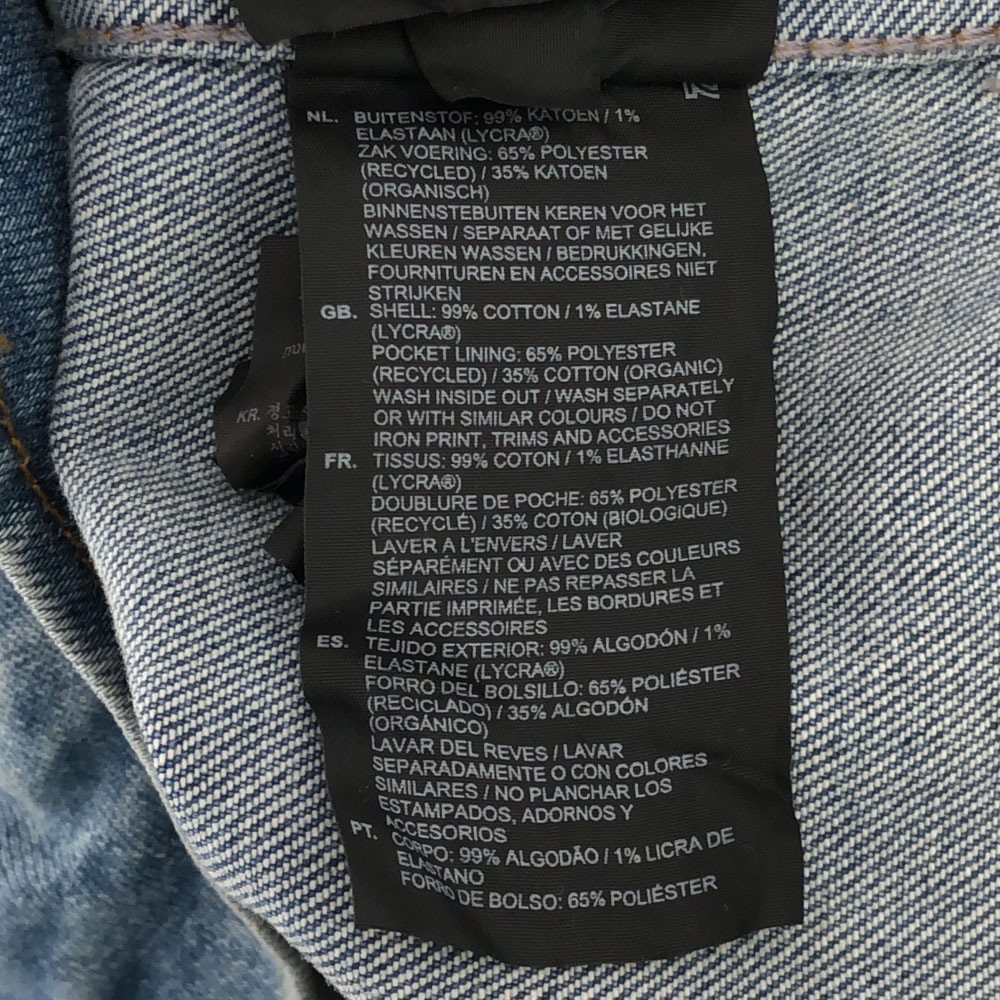 NL. BUITENSTOF: 99% KATOEN / 1%
ELASTAAN (LYCRA®)
ZAK VOERING: 65% POLYESTER
(RECYCLED) / 35% KATOEN
(ORGANISCH)
BINNENSTEBUITEN KEREN VOOR HET
WASSEN / SEPARAAT OF MET GELIJKE
KLEUREN WASSEN / BEDRUKKINGEN,
FOURNITUREN EN ACCESSOIRES NIET
STRIJKEN
GB. SHELL: 99% COTTON / 1% ELASTANE
(LYCRA®)
POCKET LINING: 65% POLYESTER
(RECYCLED) / 35% COTTON (ORGANIC)
WASH INSIDE OUT / WASH SEPARATELY
OR WITH SIMILAR COLOURS / DO NOT
IRON PRINT, TRIMS AND ACCESSORIES
FR. TISSUS: 99% COTON / 1% ELASTHANNE
(LYCRA®)
DOUBLURE DE POCHE: 65% POLYESTER
(RECYCLÉ) / 35% COTON (BIOLOGIQUE)
LAVER A L'ENVERS / LAVER
SÉPARÉMENT OU AVEC DES COULEURS
SIMILAIRES / NE PAS REPASSER LA
PARTIE IMPRIMÉE, LES BORDURES ET
LES ACCESSOIRES
ES. TEJIDO EXTERIOR: 99% ALGODÓN / 1%
ELASTANE (LYCRA®)
FORRO DEL BOLSILLO: 65% POLIÉSTER
(RECICLADO) / 35% ALGODÓN
(ORGÁNICO)
LAVAR DEL REVES / LAVAR
SEPARADAMENTE O CON COLORES
SIMILARES / NO PLANCHAR LOS
ESTAMPADOS, ADORNOS Y
ACCESORIOS
PT. CORPO: 99% ALGODÃO / 1% LICRA DE
ELASTANO
FORRO DE BOLSO: 65% POLIÉSTER
KR.